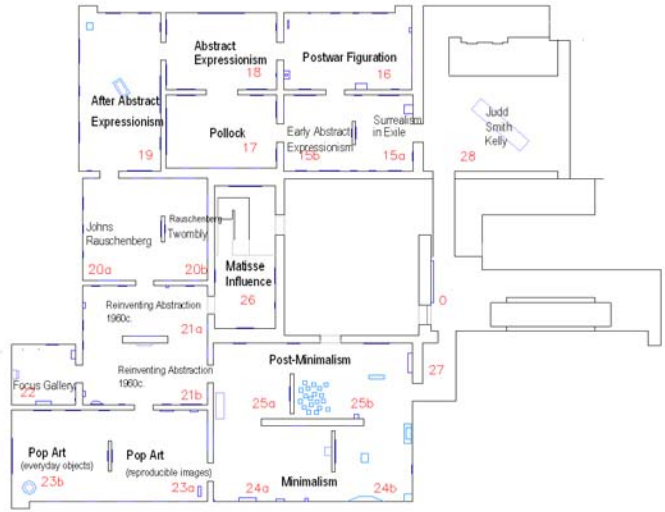 Abstract
Expressionism
18
Postwar Figuration
16
After Abstract
Expressionism
19
Pollock
17
Early Abstract
Expressionism
15b
Surrealism
in Exile
15a
Judd
Smith
Kelly
28
Johns
Rauschenberg
20a
Rauschenberg
Twombly
20b
Matisse
Influence
26
0
Reinventing Abstraction
1960c.
21a
Reinventing Abstraction
1960c.
21b
Focus Gallery
22
Post-Minimalism
25a
25b
27
Pop Art
(everyday objects)
23b
Pop Art
(reproducible images)
23a
Minimalism
24a
24b